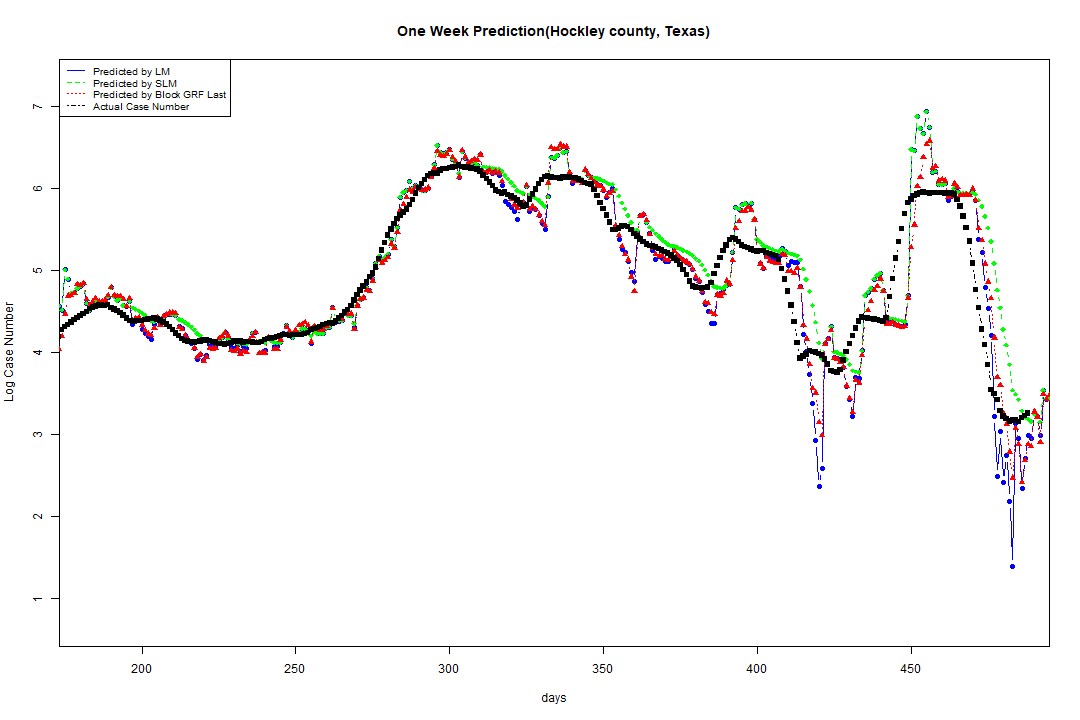 One Week Prediction(Hockley county, Texas)
Predicted by LM
Predicted by SLM
Predicted by Block GRF Last
Actual Case Number
7
6
5
4
3
2
1
Log Case Number
200 250 300 350 400 450
days